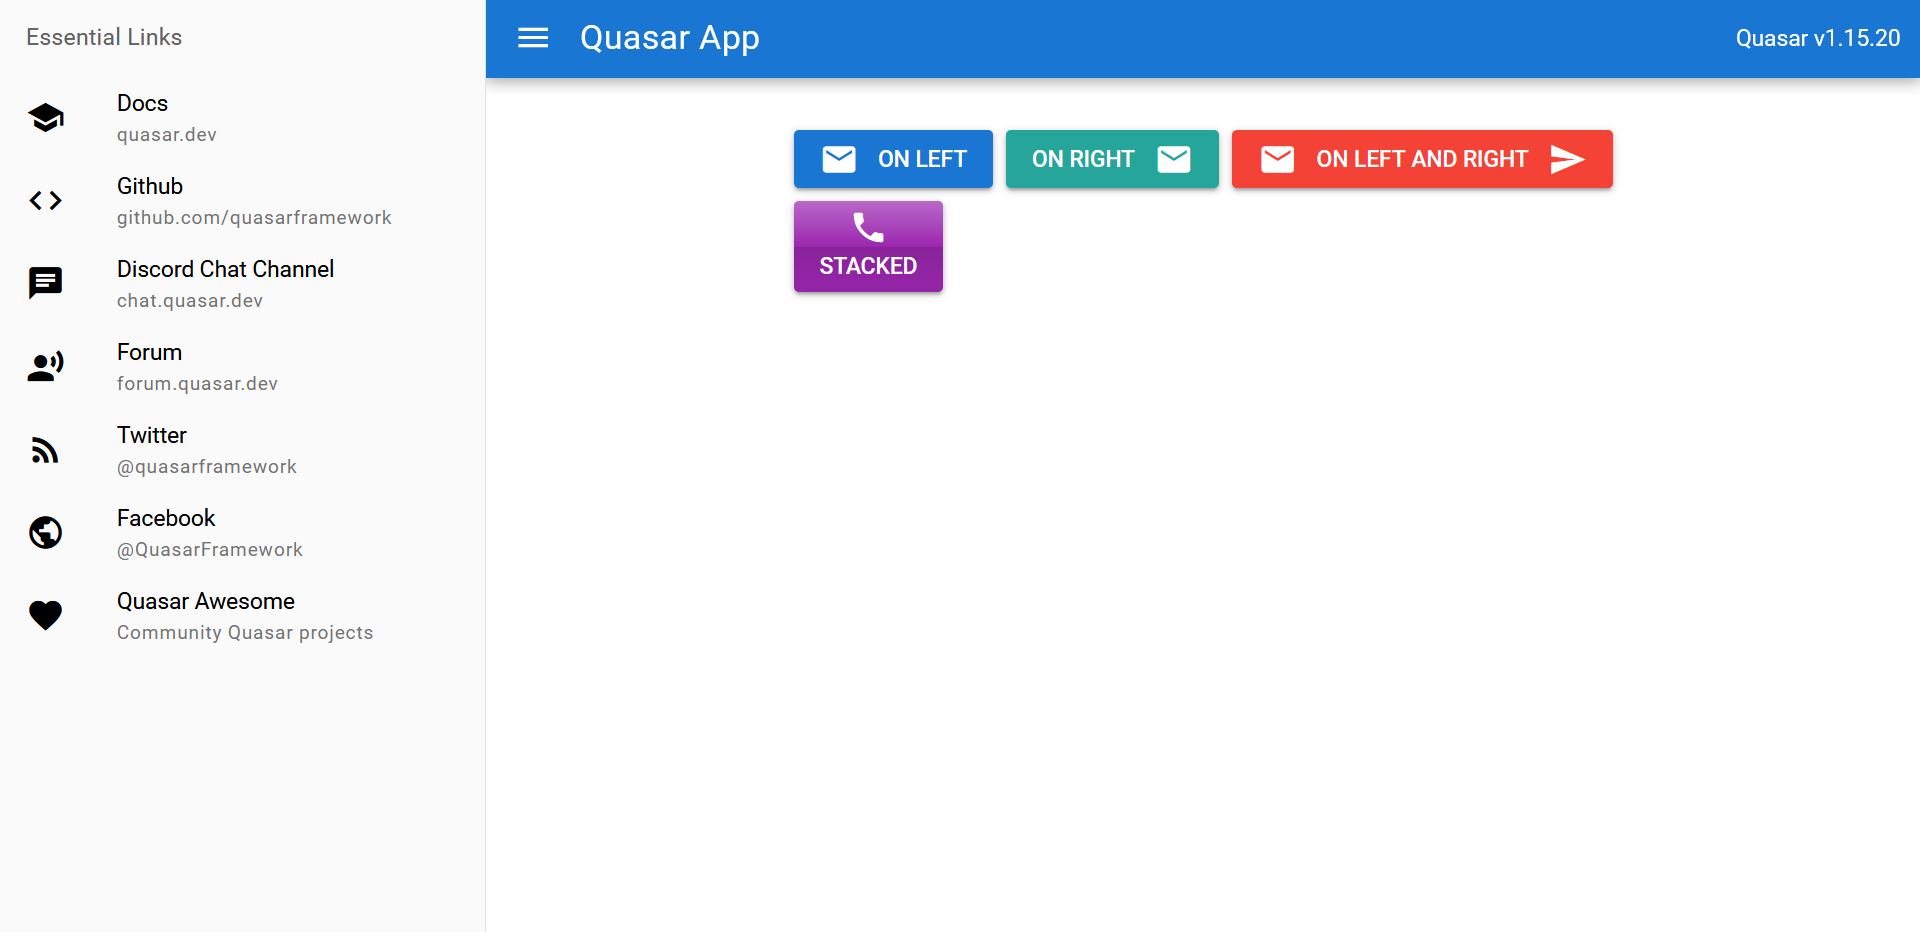 Essential Links
Docs
quasar.dev
Github
github.com/quasarframework
Discord Chat Channel
chat.quasar.dev
Forum
forum.quasar.dev
Twitter
@quasarframework
Facebook
@QuasarFramework
Quasar Awesome
Community Quasar projects
Quasar App
Quasar v1.15.20
ON LEFT
ON RIGHT
ON LEFT AND RIGHT
STACKED